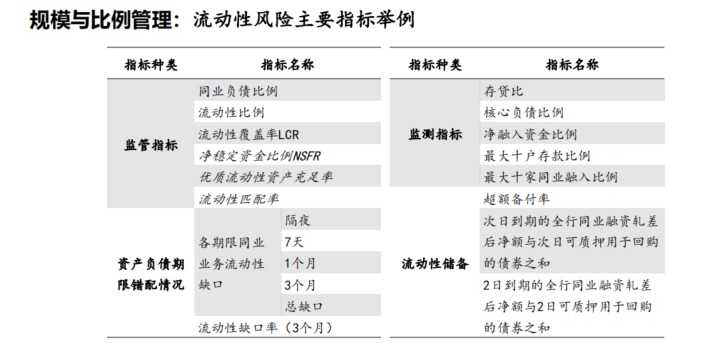 规模与比例管理：流动性风险主要指标举例
指标种类 指标名称
监管指标
同业负债比例
流动性比例
流动性覆盖率LCR
净稳定资金比例NSFR
优质流动性资产充足率
流动性匹配率
资产负债期
限错配情况
各期限同业
业务流动性
缺口
隔夜
7天
1个月
3个月
总缺口
流动性缺口率（3个月）
指标种类 指标名称
监测指标
存贷比
核心负债比例
净融入资金比例
最大十户存款比例
最大十家同业融入比例
流动性储备
超额备付率
次日到期的全行同业融资轧差
后净额与次日可质押用于回购
的债券之和
2日到期的全行同业融资轧差
后净额与2日可质押用于回购
的债券之和